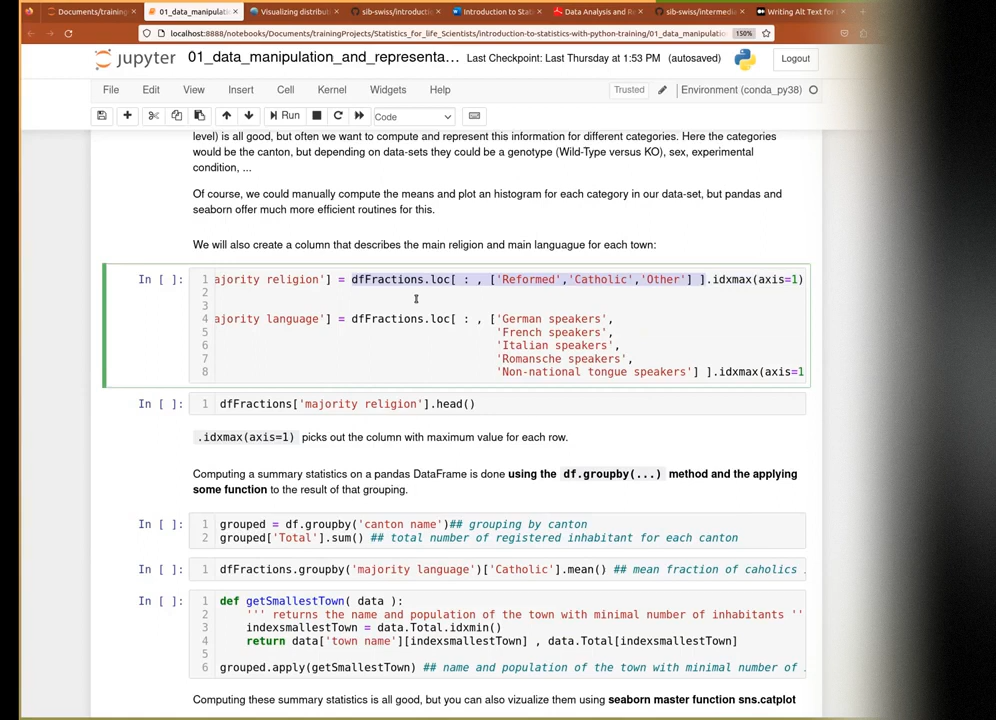 Documents/training
01_data_manipulati
Visualizing distribut
sib-swiss/introductio
Introduction to Stat
Data Analysis and R
sib-swiss/intermedi
Writing Alt Text for
localhost:8888/notebooks/Documents/trainingProjects/Statistics_for_life_Scientists/introduction-to-statistics-with-python-training/01_data_manipulation
150%
jupyter 01_data_manipulation_and_representa... Last Checkpoint: Last Thursday at 1:53 PM (autosaved) Logout
File Edit View Insert Cell Kernel Widgets Help Trusted Environment (conda_py38)
Run Code
level) is all good, but often we want to compute and represent this information for different categories. Here the categories
would be the canton, but depending on data-sets they could be a genotype (Wild-Type versus KO), sex, experimental
condition, ...
Of course, we could manually compute the means and plot an histogram for each category in our data-set, but pandas and
seaborn offer much more efficient routines for this.
We will also create a column that describes the main religion and main languague for each town:
In [ ]: 1 ajority religion'] = dfFractions.loc[ : , ['Reformed','Catholic','Other'] ].idxmax(axis=1)
2
3
4 ajority language'] = dfFractions.loc[ : , ['German speakers',
5 'French speakers',
6 'Italian speakers',
7 'Romansche speakers',
8 'Non-national tongue speakers'] ].idxmax(axis=1
In [ ]: 1 dfFractions['majority religion'].head()
.idxmax(axis=1) picks out the column with maximum value for each row.
Computing a summary statistics on a pandas DataFrame is done using the df.groupby(...) method and the applying
some function to the result of that grouping.
In [ ]: 1 grouped = df.groupby('canton name')## grouping by canton
2 grouped['Total'].sum() ## total number of registered inhabitant for each canton
In [ ]: 1 dfFractions.groupby('majority language')['Catholic'].mean() ## mean fraction of caholics
In [ ]: 1 def getSmallestTown( data ):
2 ''' returns the name and population of the town with minimal number of inhabitants ''
3 indexsmallestTown = data.Total.idxmin()
4 return data['town name'][indexsmallestTown] , data.Total[indexsmallestTown]
5
6 grouped.apply(getSmallestTown) ## name and population of the town with minimal number of
Computing these summary statistics is all good, but you can also vizualize them using seaborn master function sns.catplot